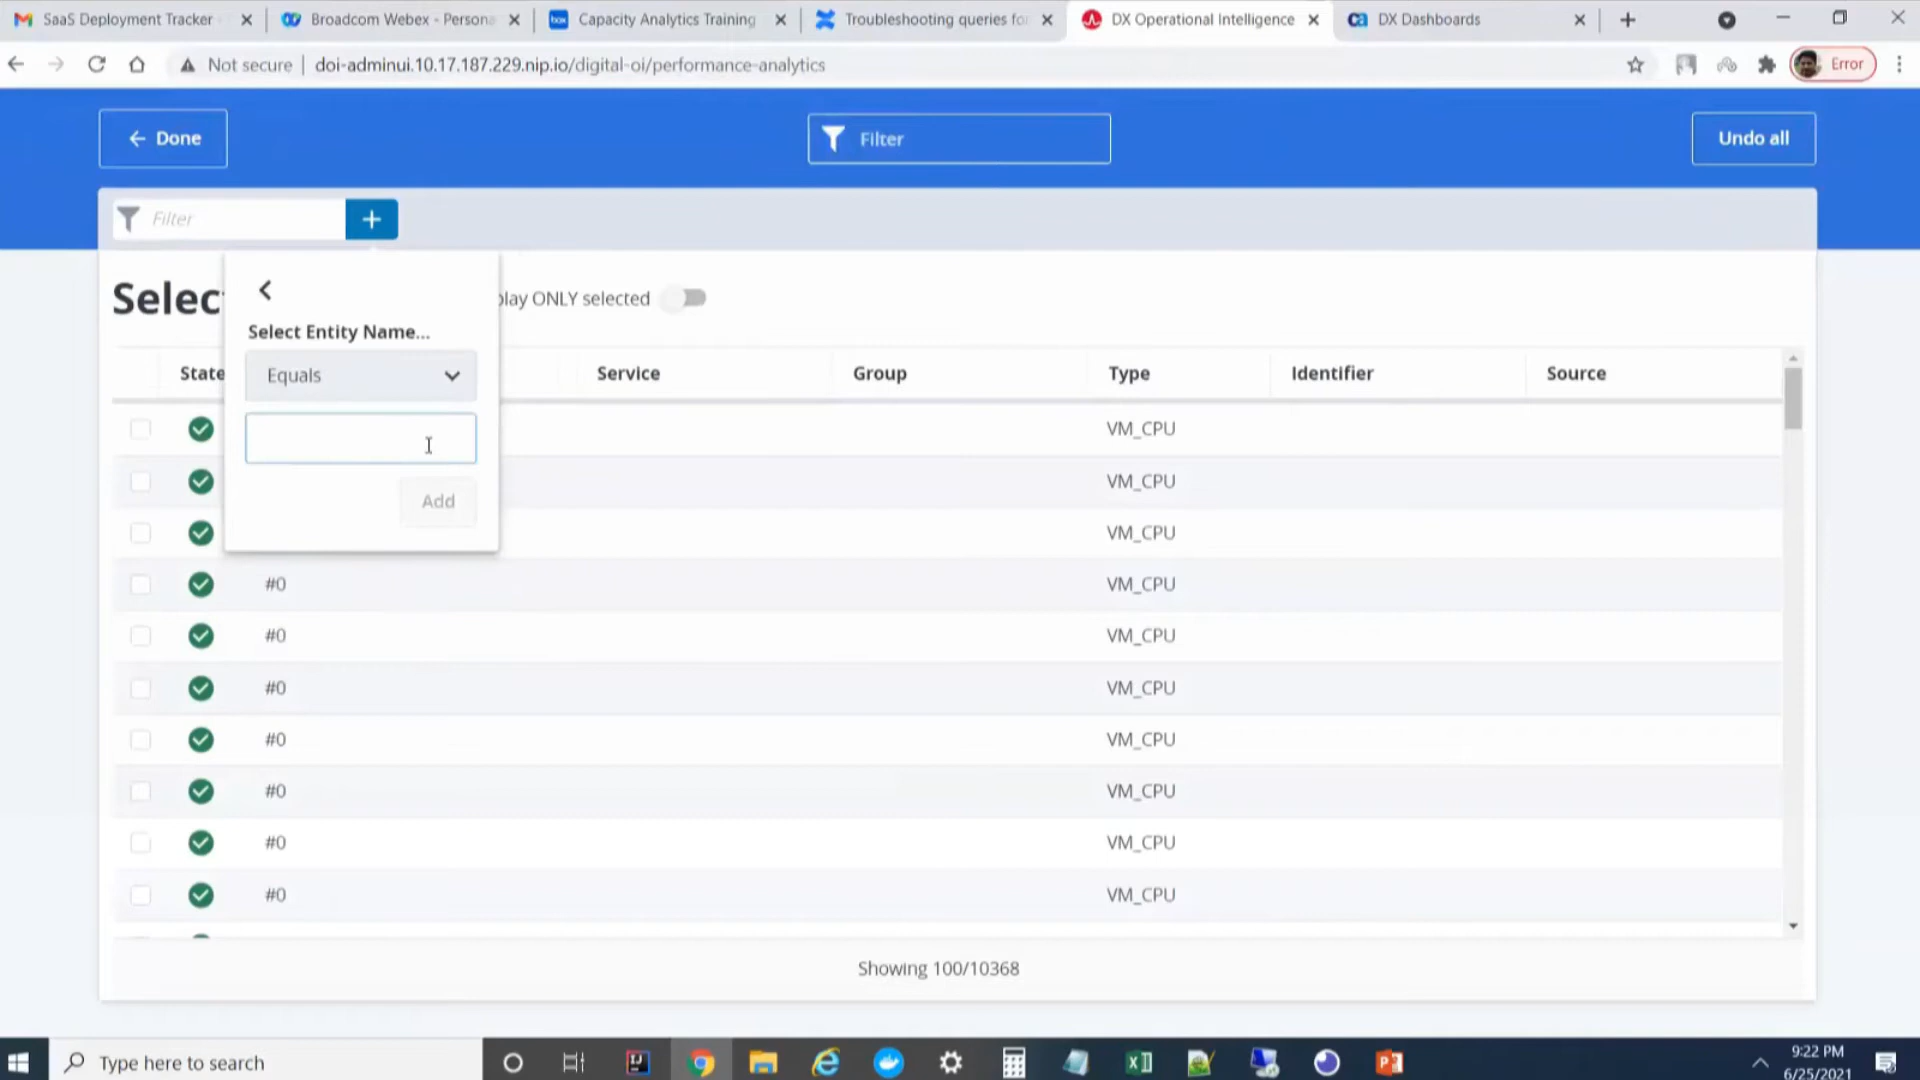 SaaS Deployment Tracker
Broadcom Webex - Persona
Capacity Analytics Training
Troubleshooting queries for
DX Operational Intelligence
DX Dashboards
Not secure
doi-adminui.10.17.187.229.nip.io/digital-oi/performance-analytics
Error
Done
Filter
Undo all
Filter
+
Selec
play ONLY selected
Select Entity Name...
Equals
Add
State
Service
Group
Type
Identifier
Source
VM_CPU
VM_CPU
VM_CPU
#0 VM_CPU
#0 VM_CPU
#0 VM_CPU
#0 VM_CPU
#0 VM_CPU
#0 VM_CPU
#0 VM_CPU
Showing 100/10368
Type here to search
9:22 PM
6/25/2021